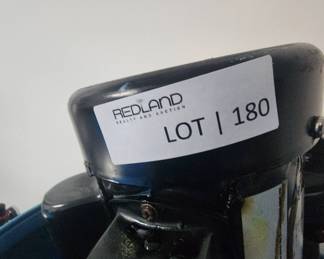 REDLAND
REALTY AND AUCTION
LOT | 180